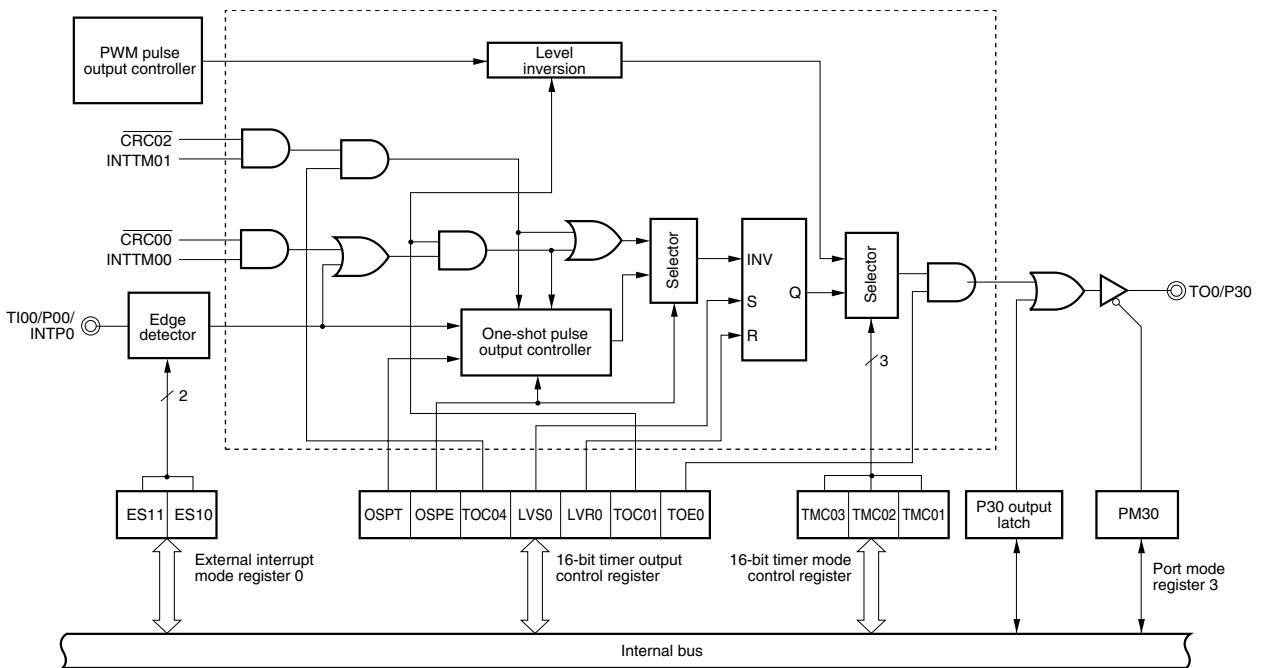 PWM pulse
output controller
Level
inversion
CRC02
INTTM01
CRC00
INTTM00
TI00/P00/
INTP0
Edge
detector
2
One-shot pulse
output controller
Selector
INV
S
R
Q
Selector
3
TO0/P30
ES11 ES10
OSPT OSPE TOC04 LVS0 LVR0 TOC01 TOE0
TMC03 TMC02 TMC01
P30 output
latch
PM30
External interrupt
mode register 0
16-bit timer output
control register
16-bit timer mode
control register
Port mode
register 3
Internal bus